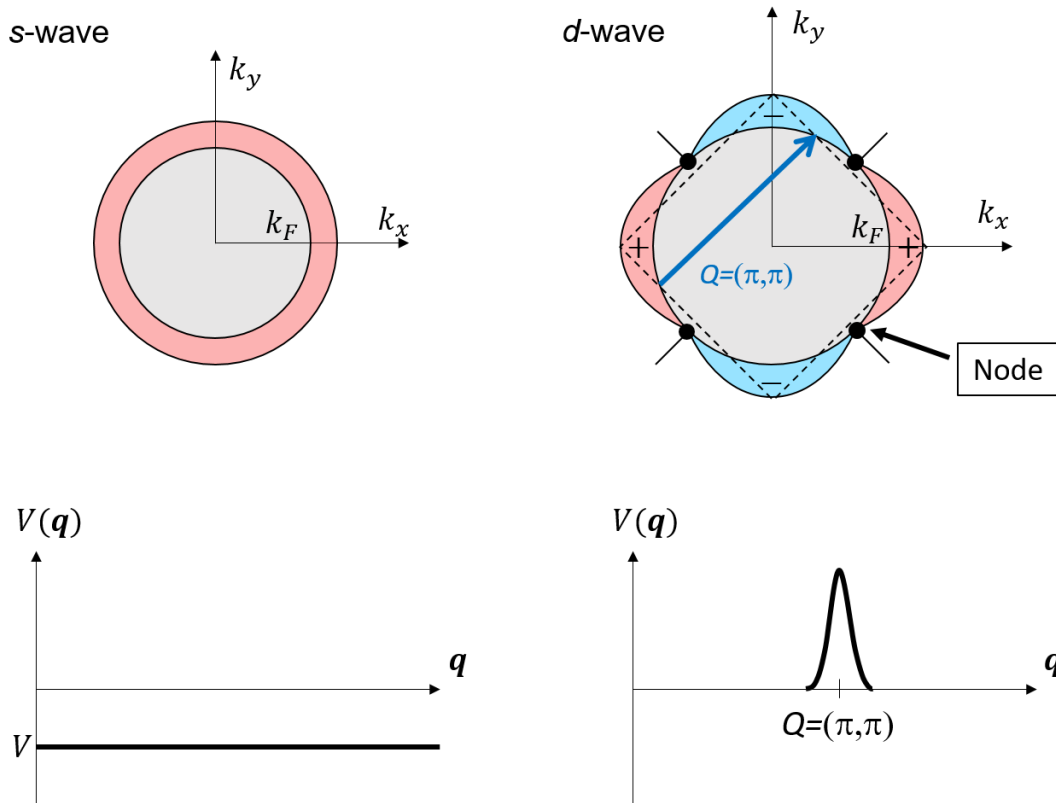 s-wave
k_y
k_F
k_x
d-wave
k_y
−
+
k_F
+
k_x
Q=(π,π)
−
Node
V(q)
q
V
V(q)
q
Q=(π,π)